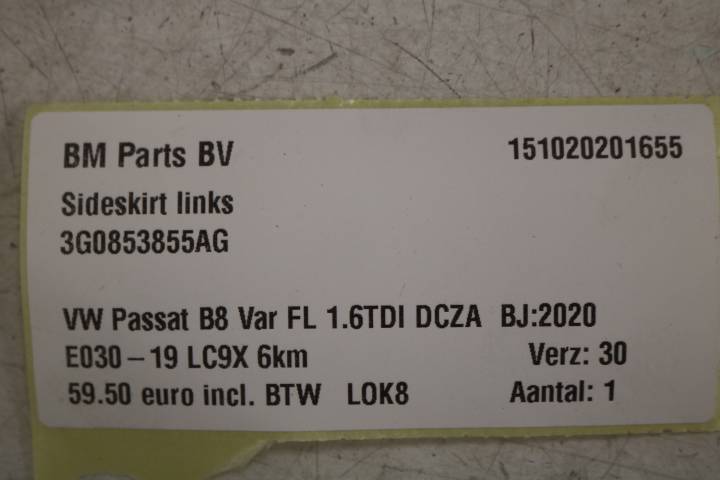 BM Parts BV 151020201655
Sideskirt links
3G0853855AG
VW Passat B8 Var FL 1.6TDI DCZA BJ:2020
E030-19 LC9X 6km Verz: 30
59.50 euro incl. BTW LOK8 Aantal: 1